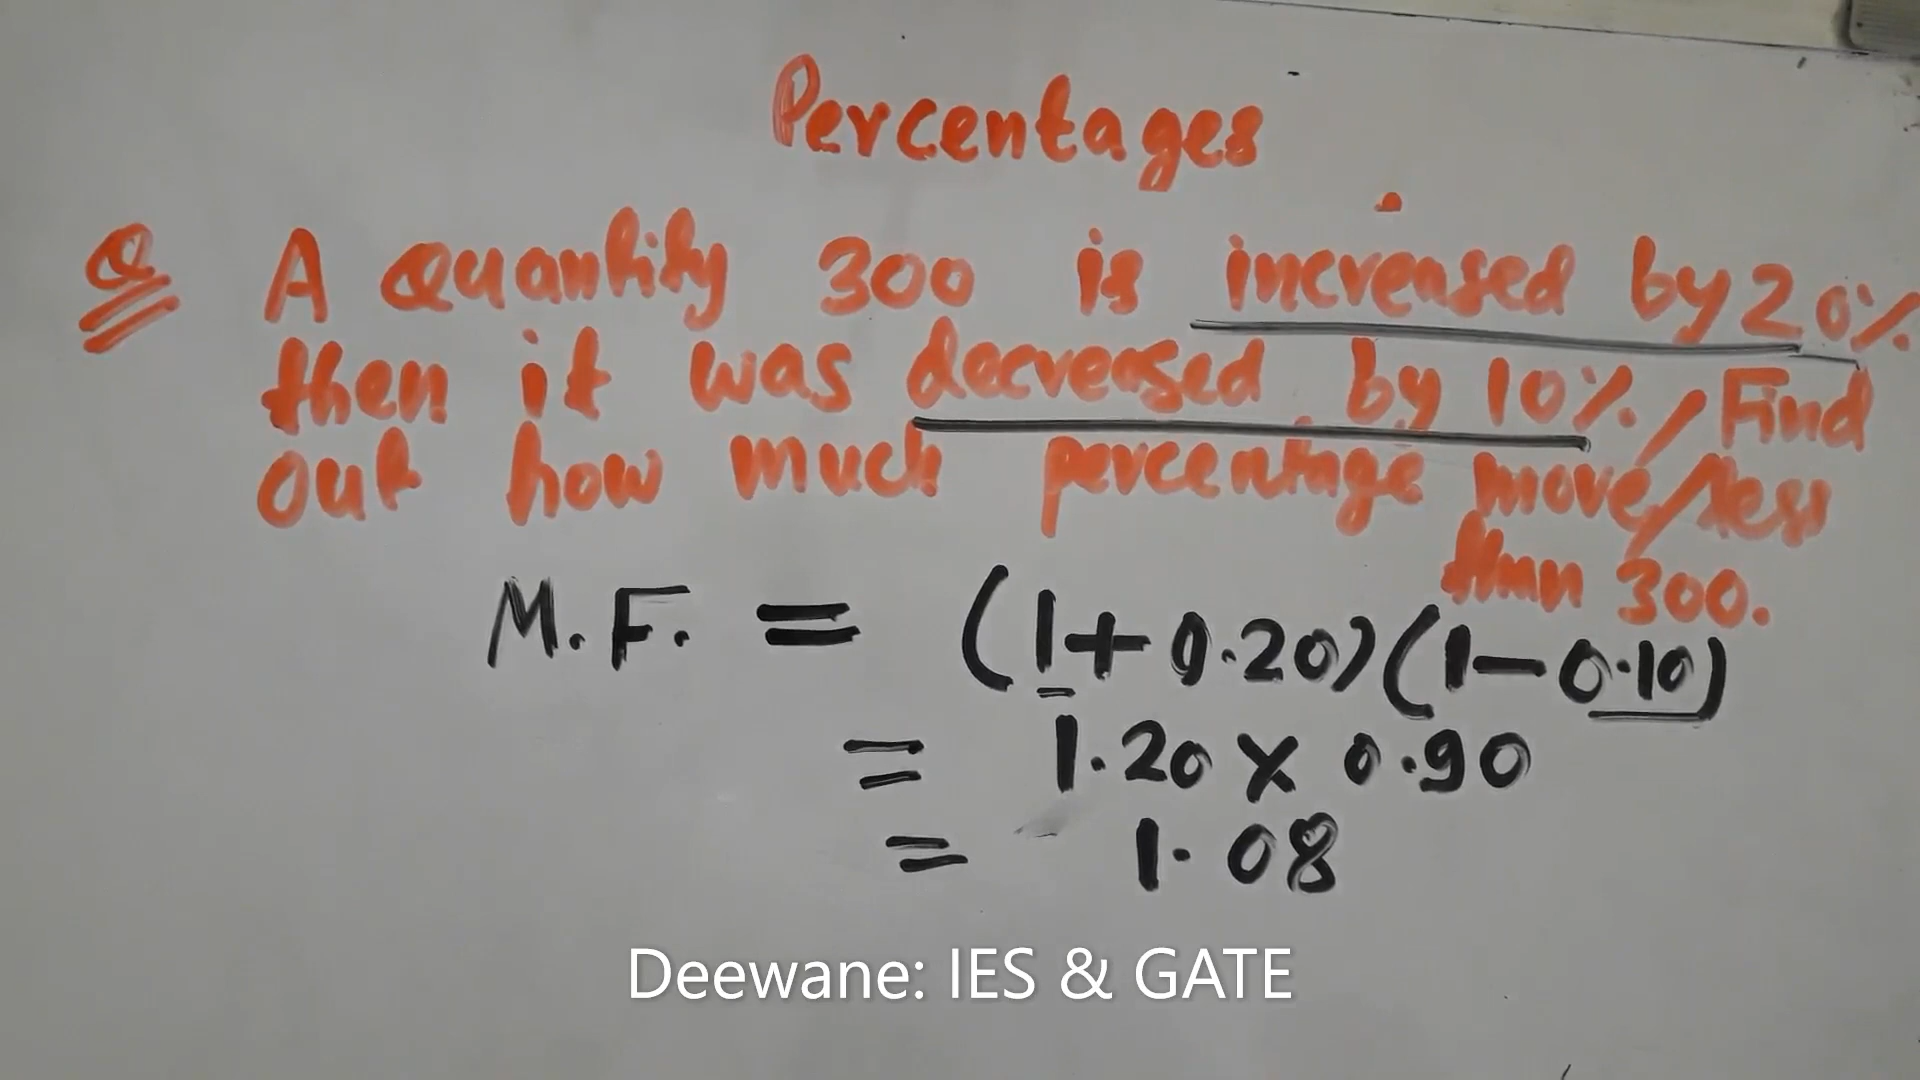 Percentages
Q A Quantity 300 is increased by 20%
then it was decreased by 10%. / Find
out how much percentage more/less
than 300.
M.F. = (1+0.20)(1-0.10)
= 1.20 x 0.90
= 1.08
Deewane: IES & GATE